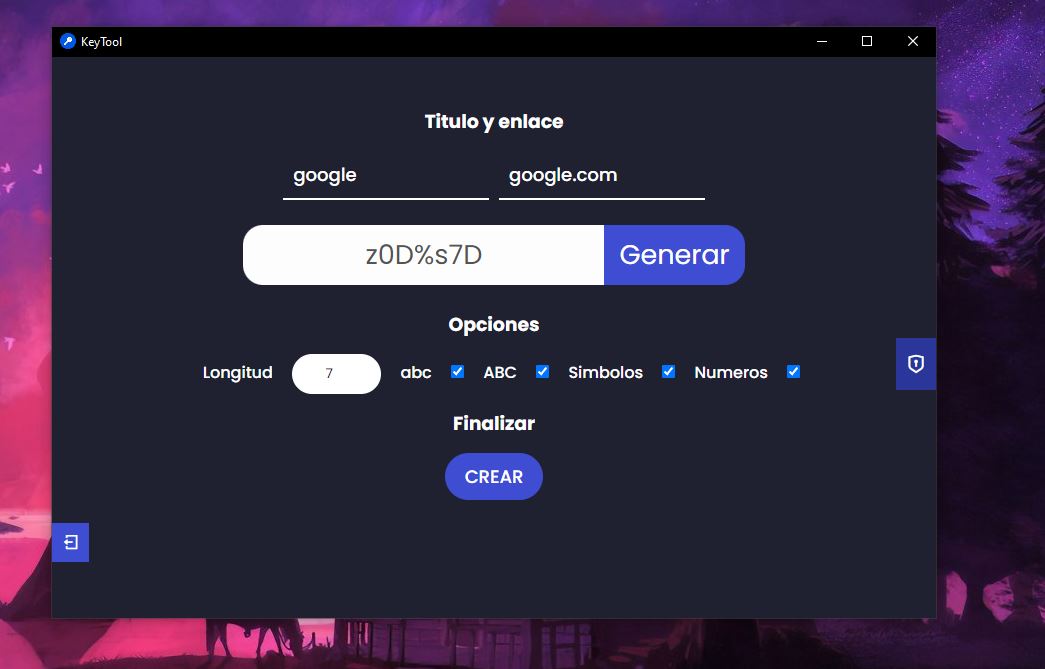 KeyTool
Titulo y enlace
google google.com
z0D%s7D Generar
Opciones
Longitud 7 abc ABC Simbolos Numeros
Finalizar
CREAR